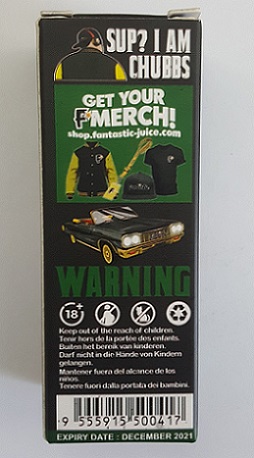 SUP? I AM
CHUBBS
GET YOUR
F MERCH!
shop.fantastic-juice.com
WARNING
18+
Keep out of the reach of children.
Tenir hors de la portée des enfants.
Buiten het bereik van kinderen.
Darf nicht in die Hände von Kindern
gelangen.
Mantener fuera del alcance de los
niños.
Tenere fuori dalla portata dei bambini.
9 555915 500417
EXPIRY DATE : DECEMBER 2021